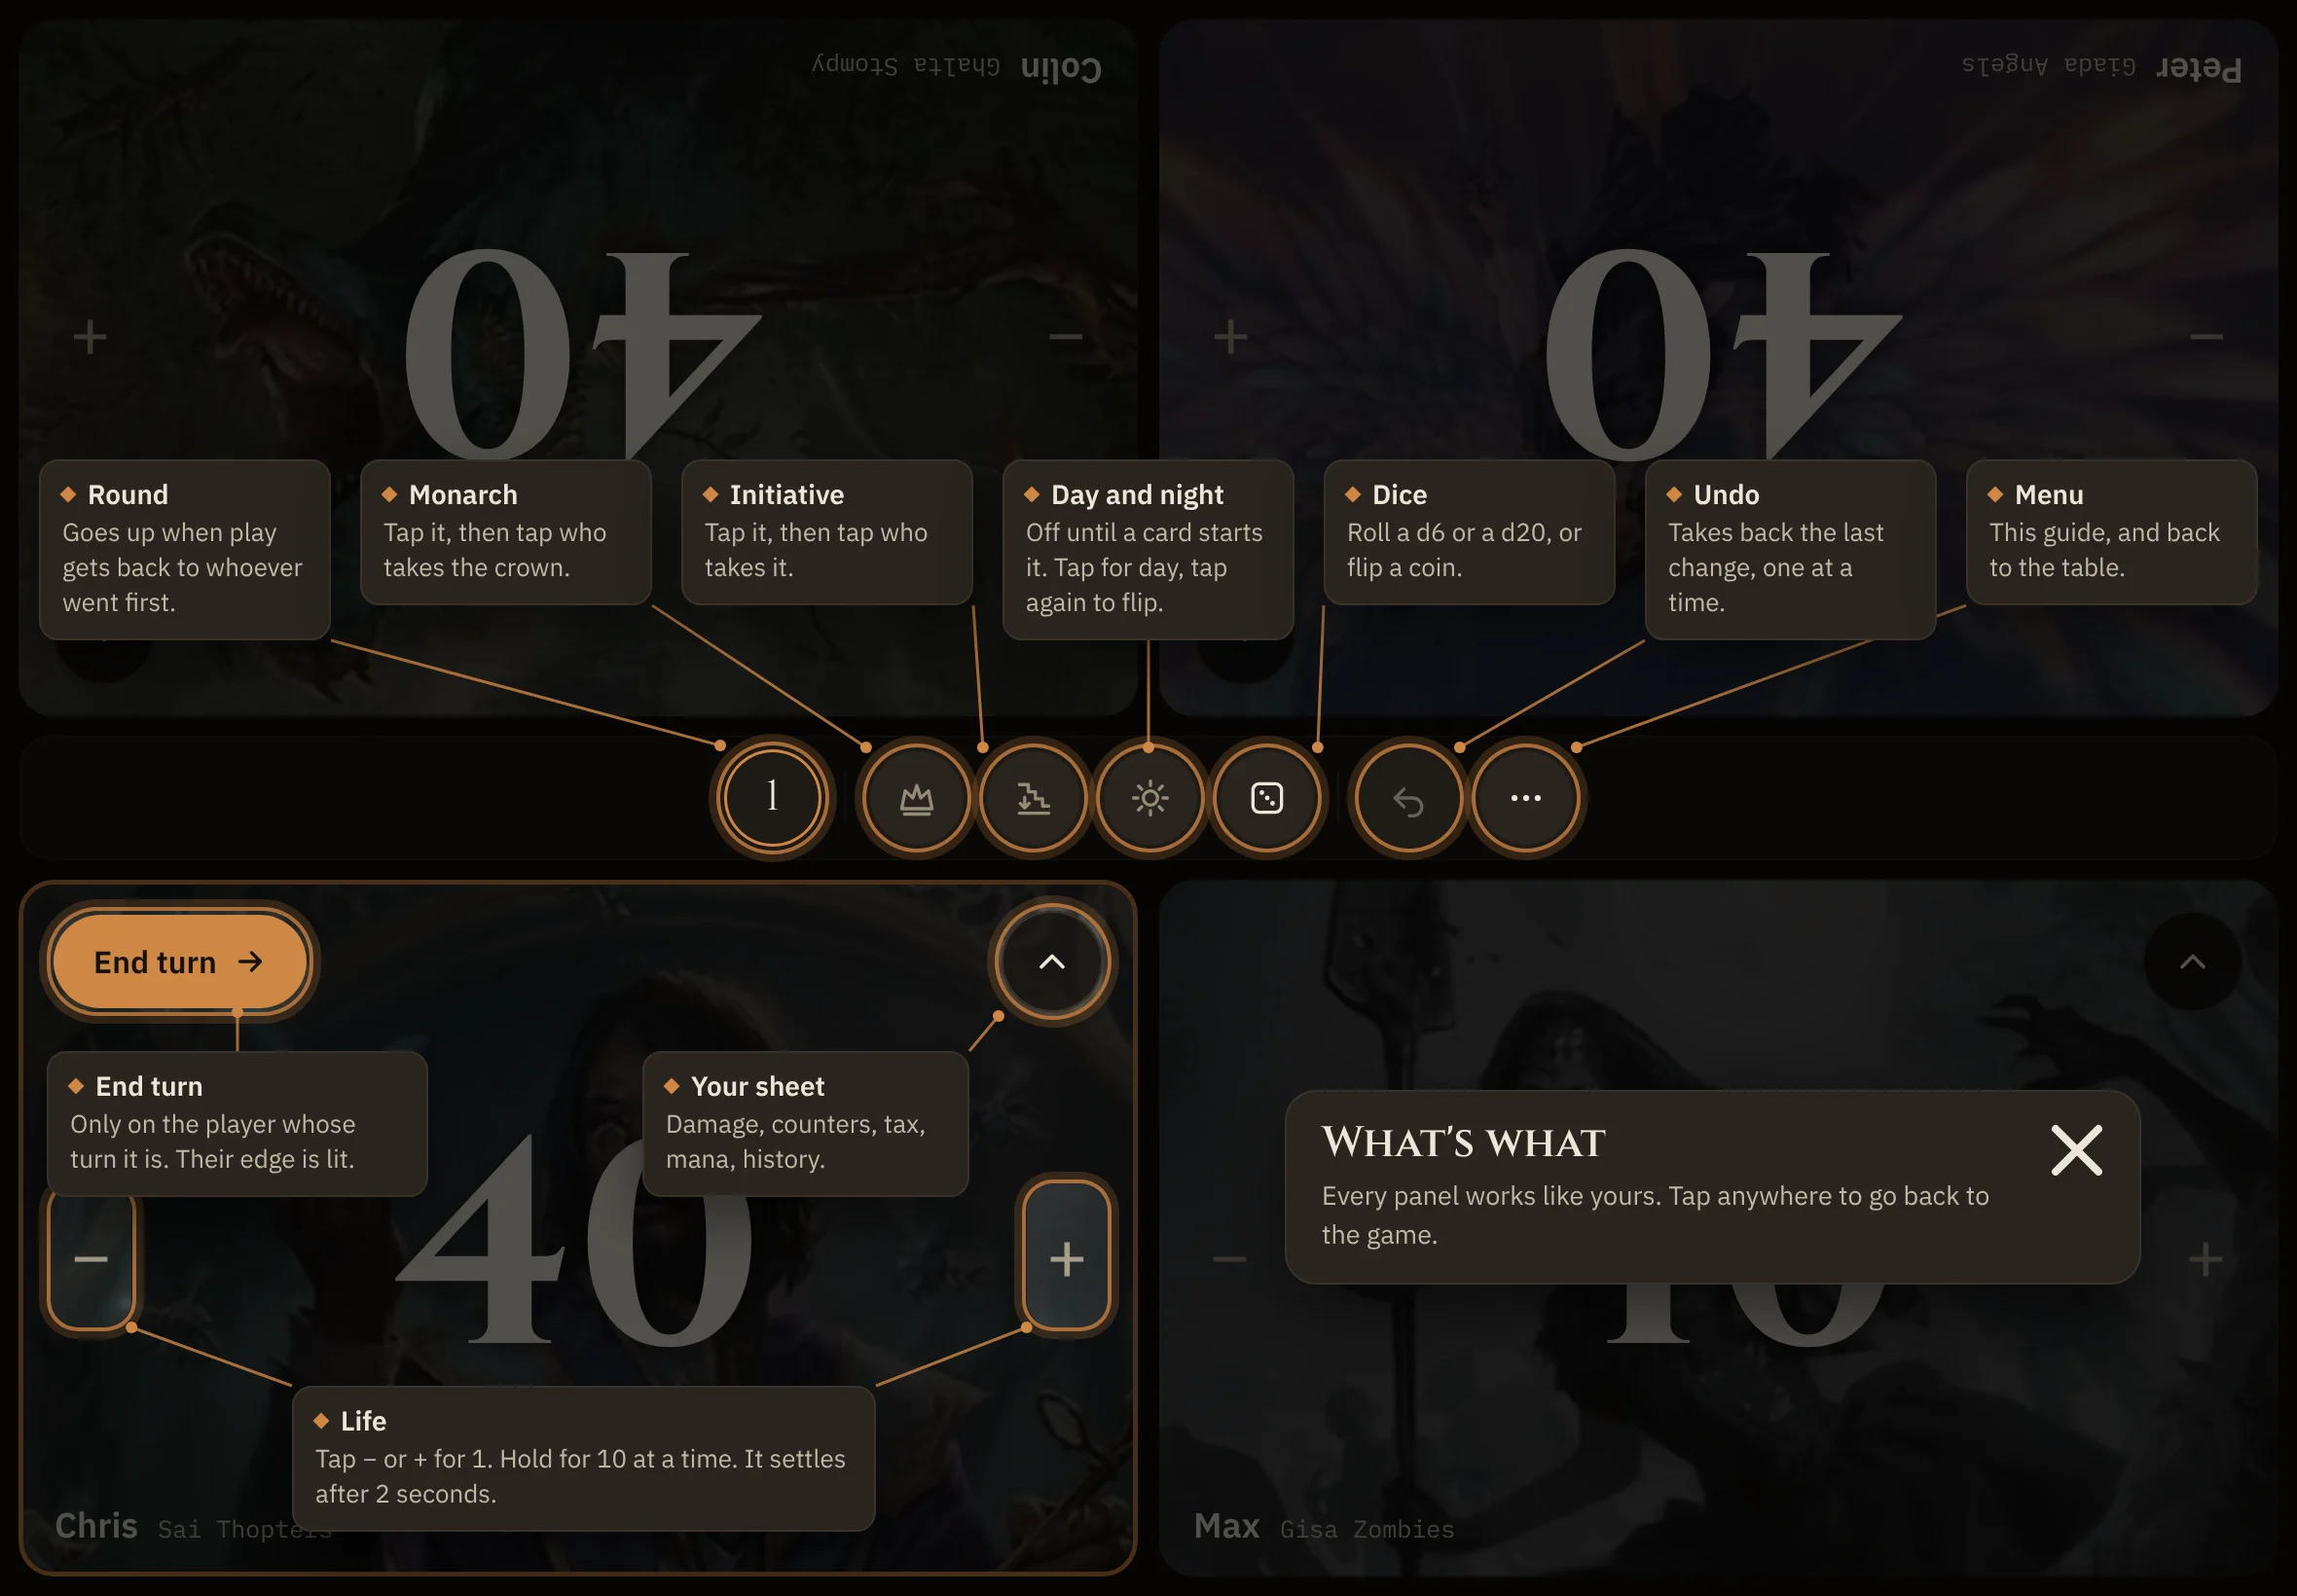 Colin Ghalta Stompy
Peter Giada Angels
40
40
Round
Goes up when play
gets back to whoever
went first.
Monarch
Tap it, then tap who
takes the crown.
Initiative
Tap it, then tap who
takes it.
Day and night
Off until a card starts
it. Tap for day, tap
again to flip.
Dice
Roll a d6 or a d20, or
flip a coin.
Undo
Takes back the last
change, one at a
time.
Menu
This guide, and back
to the table.
1
End turn →
End turn
Only on the player whose
turn it is. Their edge is lit.
Your sheet
Damage, counters, tax,
mana, history.
− 40 +
Life
Tap − or + for 1. Hold for 10 at a time. It settles
after 2 seconds.
Chris Sai Thopters
What's what
Every panel works like yours. Tap anywhere to go back to
the game.
Max Gisa Zombies